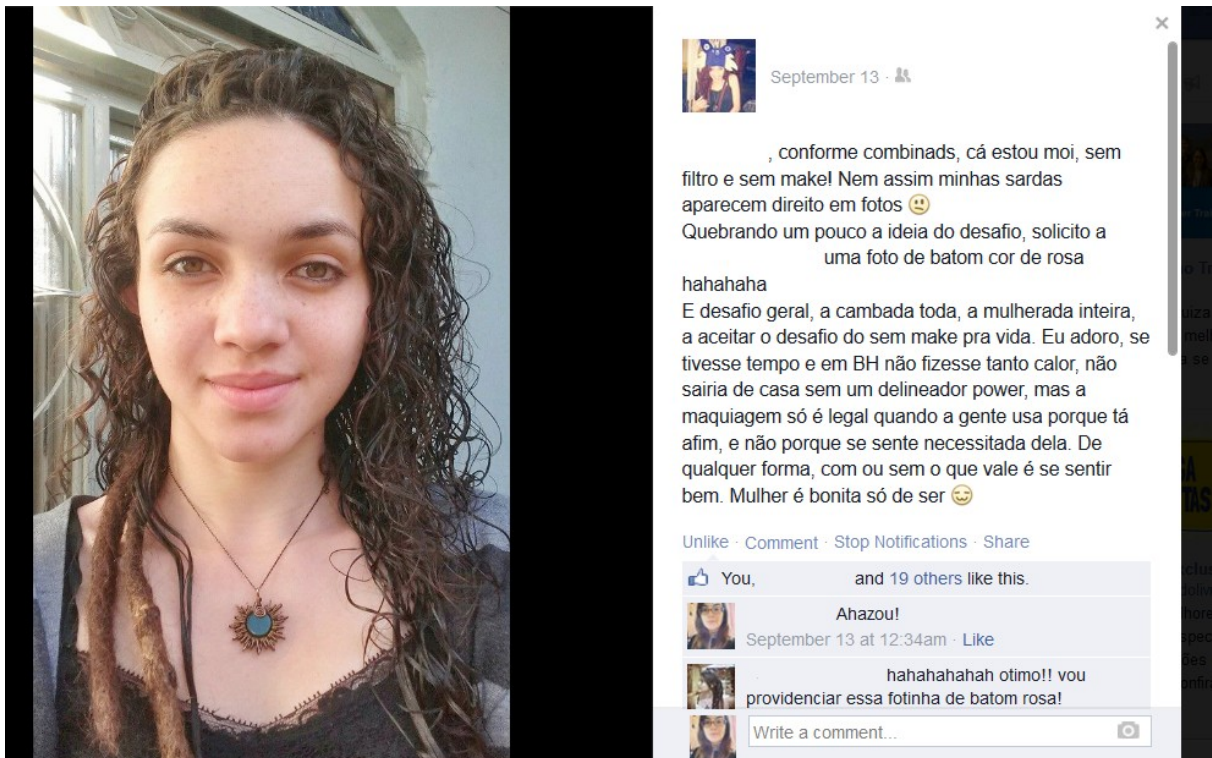 ×
September 13 ·
, conforme combinads, cá estou moi, sem
filtro e sem make! Nem assim minhas sardas
aparecem direito em fotos
Quebrando um pouco a ideia do desafio, solicito a
uma foto de batom cor de rosa
hahahaha
E desafio geral, a cambada toda, a mulherada inteira,
a aceitar o desafio do sem make pra vida. Eu adoro, se
tivesse tempo e em BH não fizesse tanto calor, não
sairia de casa sem um delineador power, mas a
maquiagem só é legal quando a gente usa porque tá
afim, e não porque se sente necessitada dela. De
qualquer forma, com ou sem o que vale é se sentir
bem. Mulher é bonita só de ser
Unlike · Comment · Stop Notifications · Share
You, and 19 others like this.
Ahazou!
September 13 at 12:34am · Like
hahahahahah otimo!! vou
providenciar essa fotinha de batom rosa!
Write a comment...